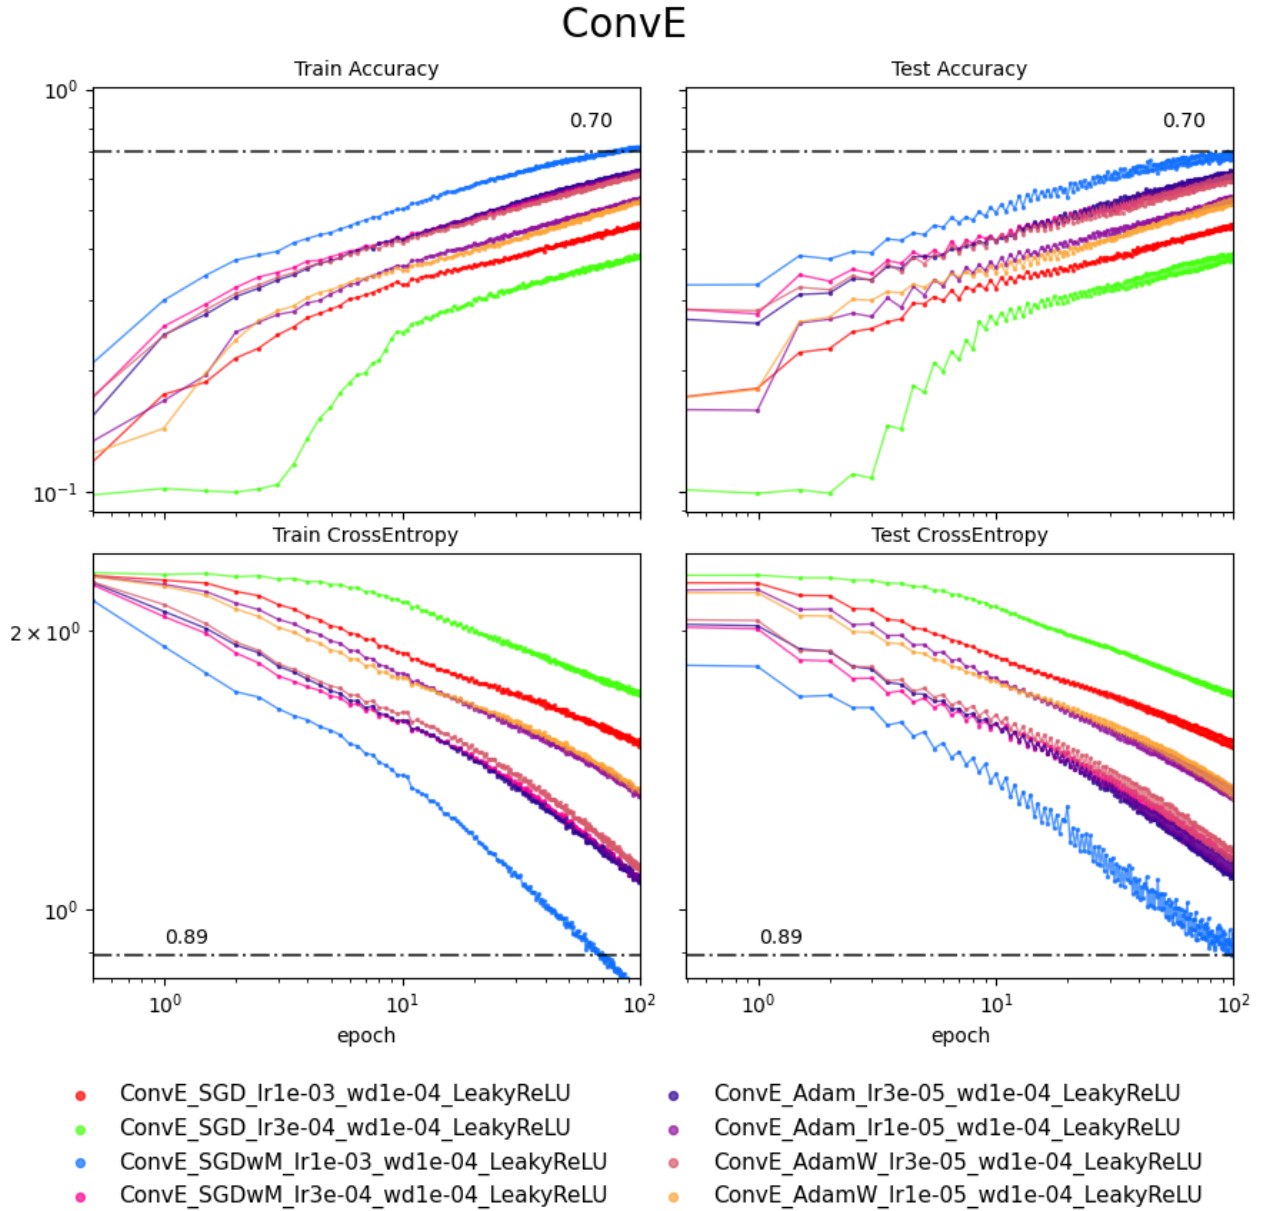 ConvE
Train Accuracy
Test Accuracy
10⁰
0.70
0.70
10⁻¹
Train CrossEntropy
Test CrossEntropy
2 × 10⁰
10⁰
0.89
0.89
10⁰
10¹
10²
10⁰
10¹
10²
epoch
epoch
ConvE_SGD_lr1e-03_wd1e-04_LeakyReLU
ConvE_SGD_lr3e-04_wd1e-04_LeakyReLU
ConvE_SGDwM_lr1e-03_wd1e-04_LeakyReLU
ConvE_SGDwM_lr3e-04_wd1e-04_LeakyReLU
ConvE_Adam_lr3e-05_wd1e-04_LeakyReLU
ConvE_Adam_lr1e-05_wd1e-04_LeakyReLU
ConvE_AdamW_lr3e-05_wd1e-04_LeakyReLU
ConvE_AdamW_lr1e-05_wd1e-04_LeakyReLU